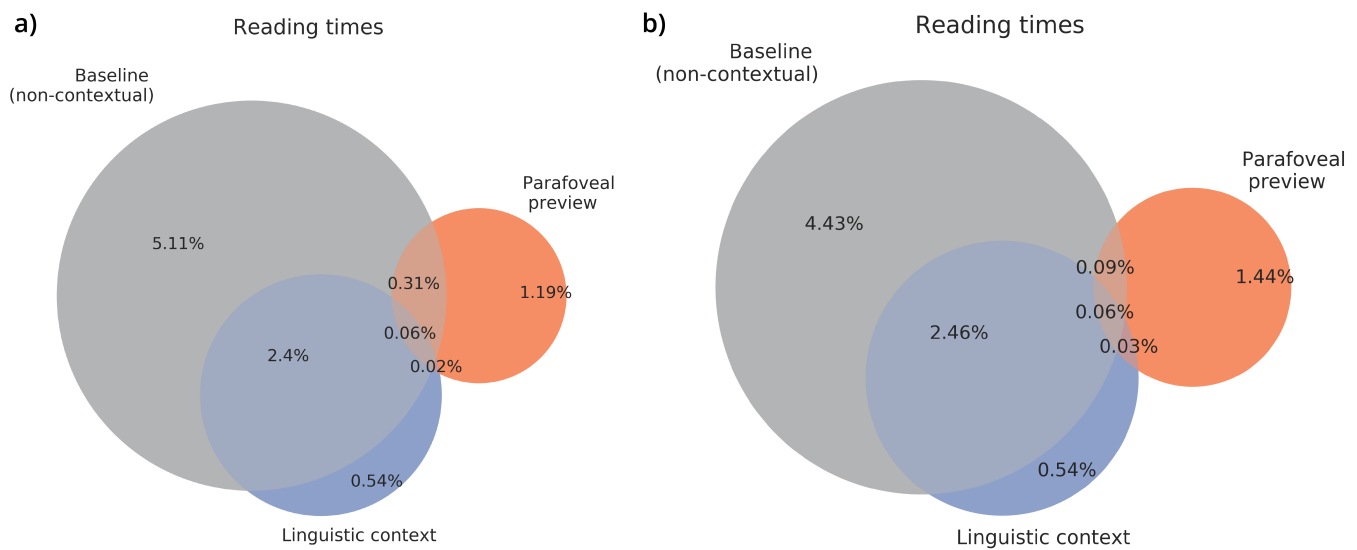 a)
Reading times
Baseline
(non-contextual)
Parafoveal
preview
5.11%
0.31%
1.19%
0.06%
2.4%
0.02%
0.54%
Linguistic context
b)
Reading times
Baseline
(non-contextual)
Parafoveal
preview
4.43%
0.09%
1.44%
0.06%
2.46%
0.03%
0.54%
Linguistic context